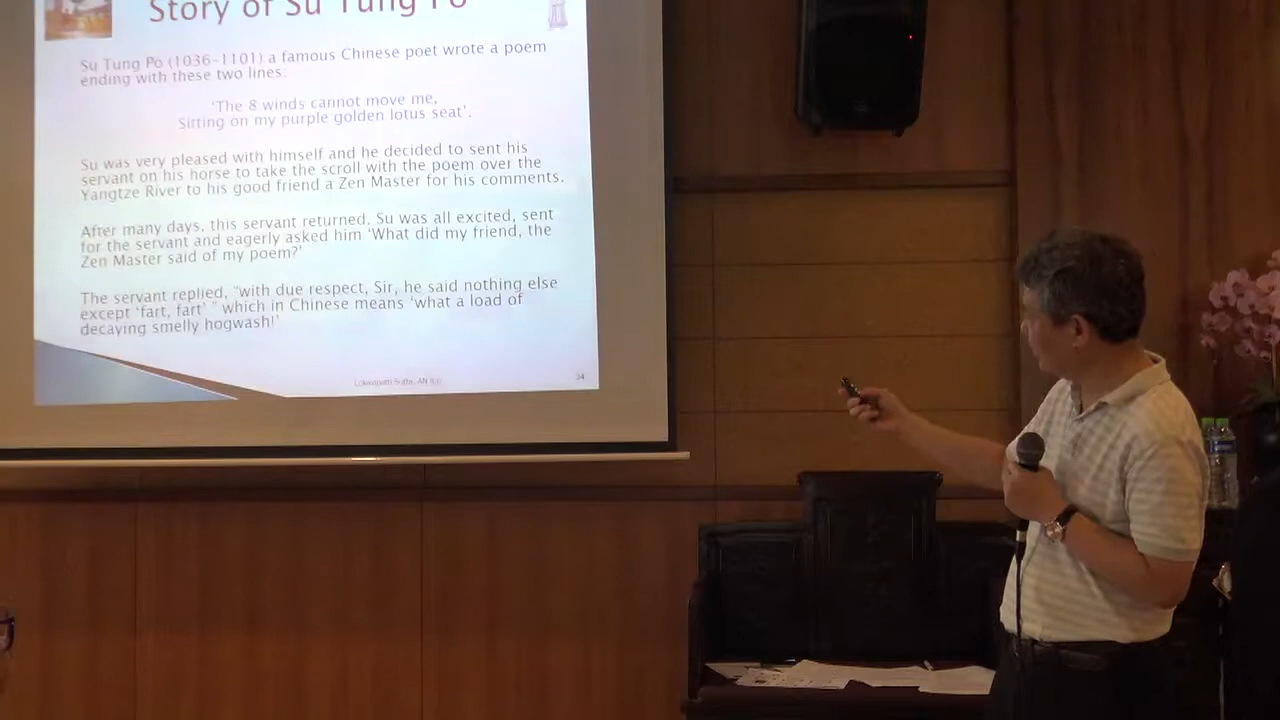 Story of Su Tung Po
Su Tung Po (1036-1101) a famous Chinese poet wrote a poem
ending with these two lines:
'The 8 winds cannot move me,
Sitting on my purple golden lotus seat'.
Su was very pleased with himself and he decided to sent his
servant on his horse to take the scroll with the poem over the
Yangtze River to his good friend a Zen Master for his comments.
After many days, this servant returned. Su was all excited, sent
for the servant and eagerly asked him 'What did my friend, the
Zen Master said of my poem?'
The servant replied, "with due respect, Sir, he said nothing else
except 'fart, fart' " which in Chinese means 'what a load of
decaying smelly hogwash!'
Lokavipatti Sutta, AN 8.6
34